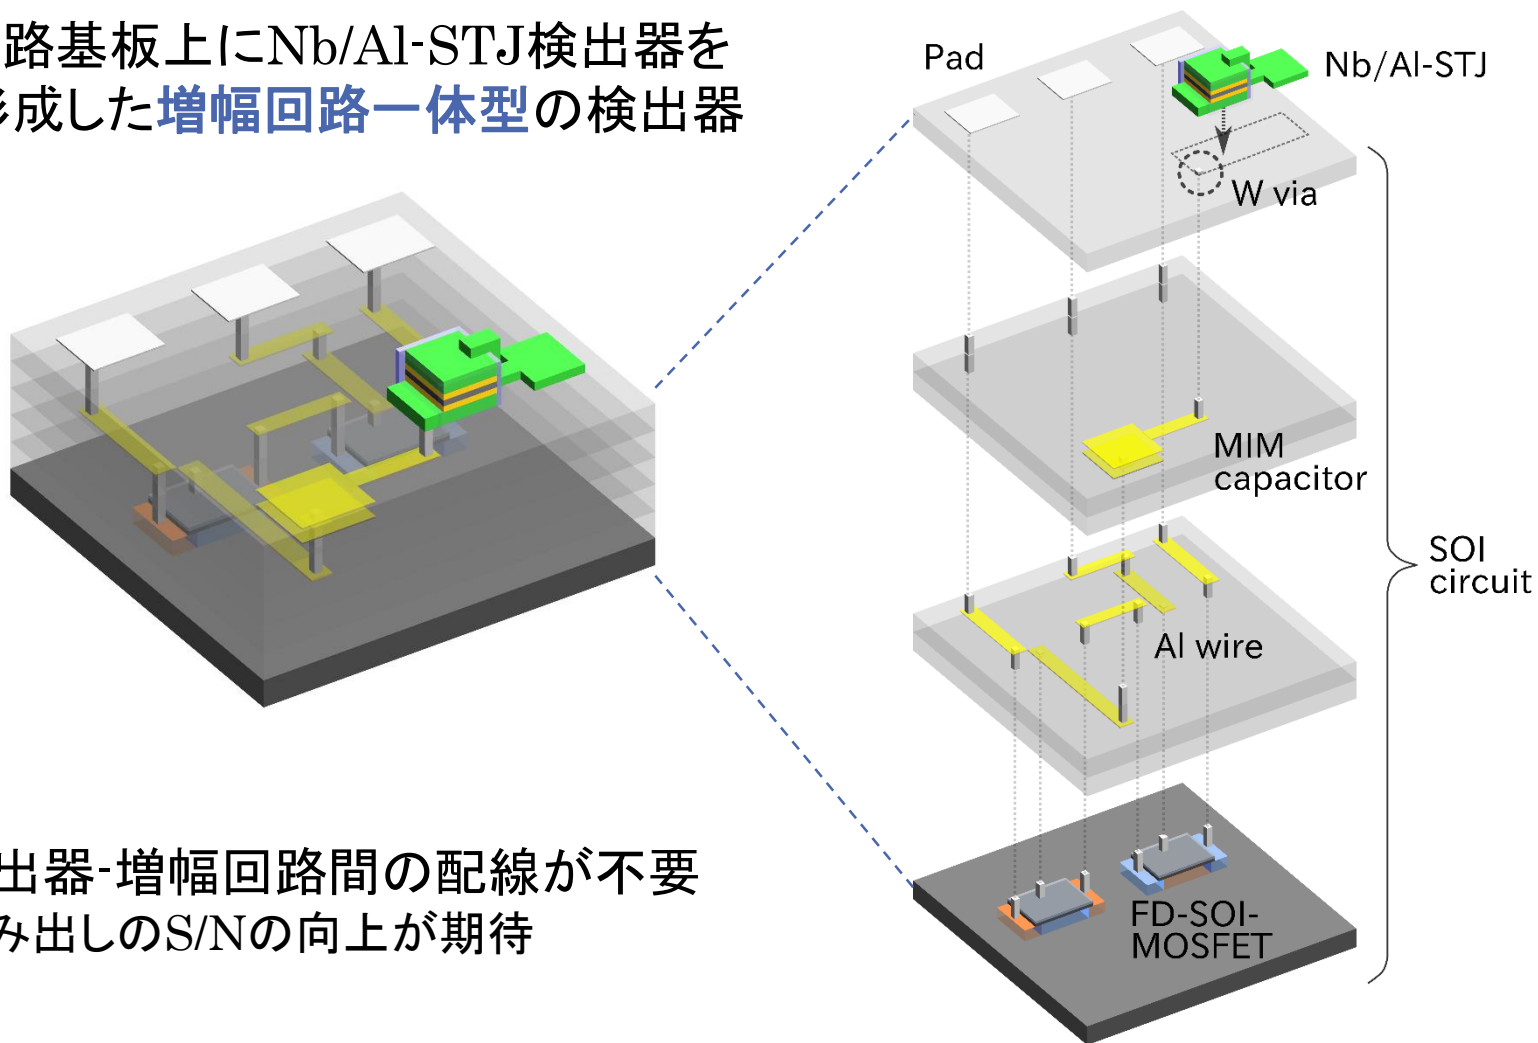 路基板上にNb/Al-STJ検出器を
形成した増幅回路一体型の検出器
Pad
Nb/Al-STJ
W via
MIM
capacitor
SOI
circuit
Al wire
FD-SOI-
MOSFET
出器-増幅回路間の配線が不要
み出しのS/Nの向上が期待